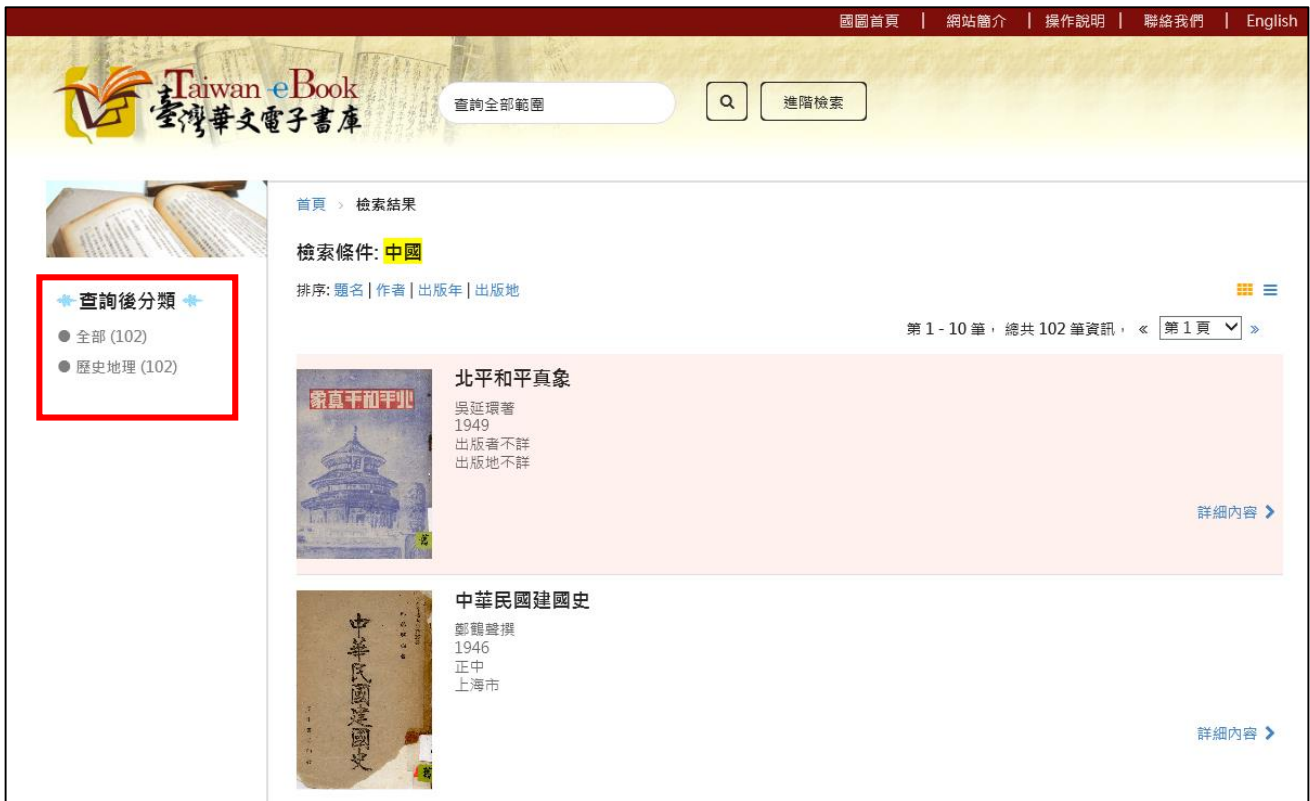 國圖首頁 | 網站簡介 | 操作說明 | 聯絡我們 | English
Taiwan eBook
臺灣華文電子書庫
查詢全部範圍
進階檢索
首頁 > 檢索結果
檢索條件: 中國
排序: 題名 | 作者 | 出版年 | 出版地
第 1 - 10 筆， 總共 102 筆資訊， « 第 1 頁 »
查詢後分類
全部 (102)
歷史地理 (102)
象真平和平北
北平和平真象
吳延環著
1949
出版者不詳
出版地不詳
詳細內容
舊
中華民國建國史
中華民國建國史
鄭鶴聲撰
1946
正中
上海市
詳細內容